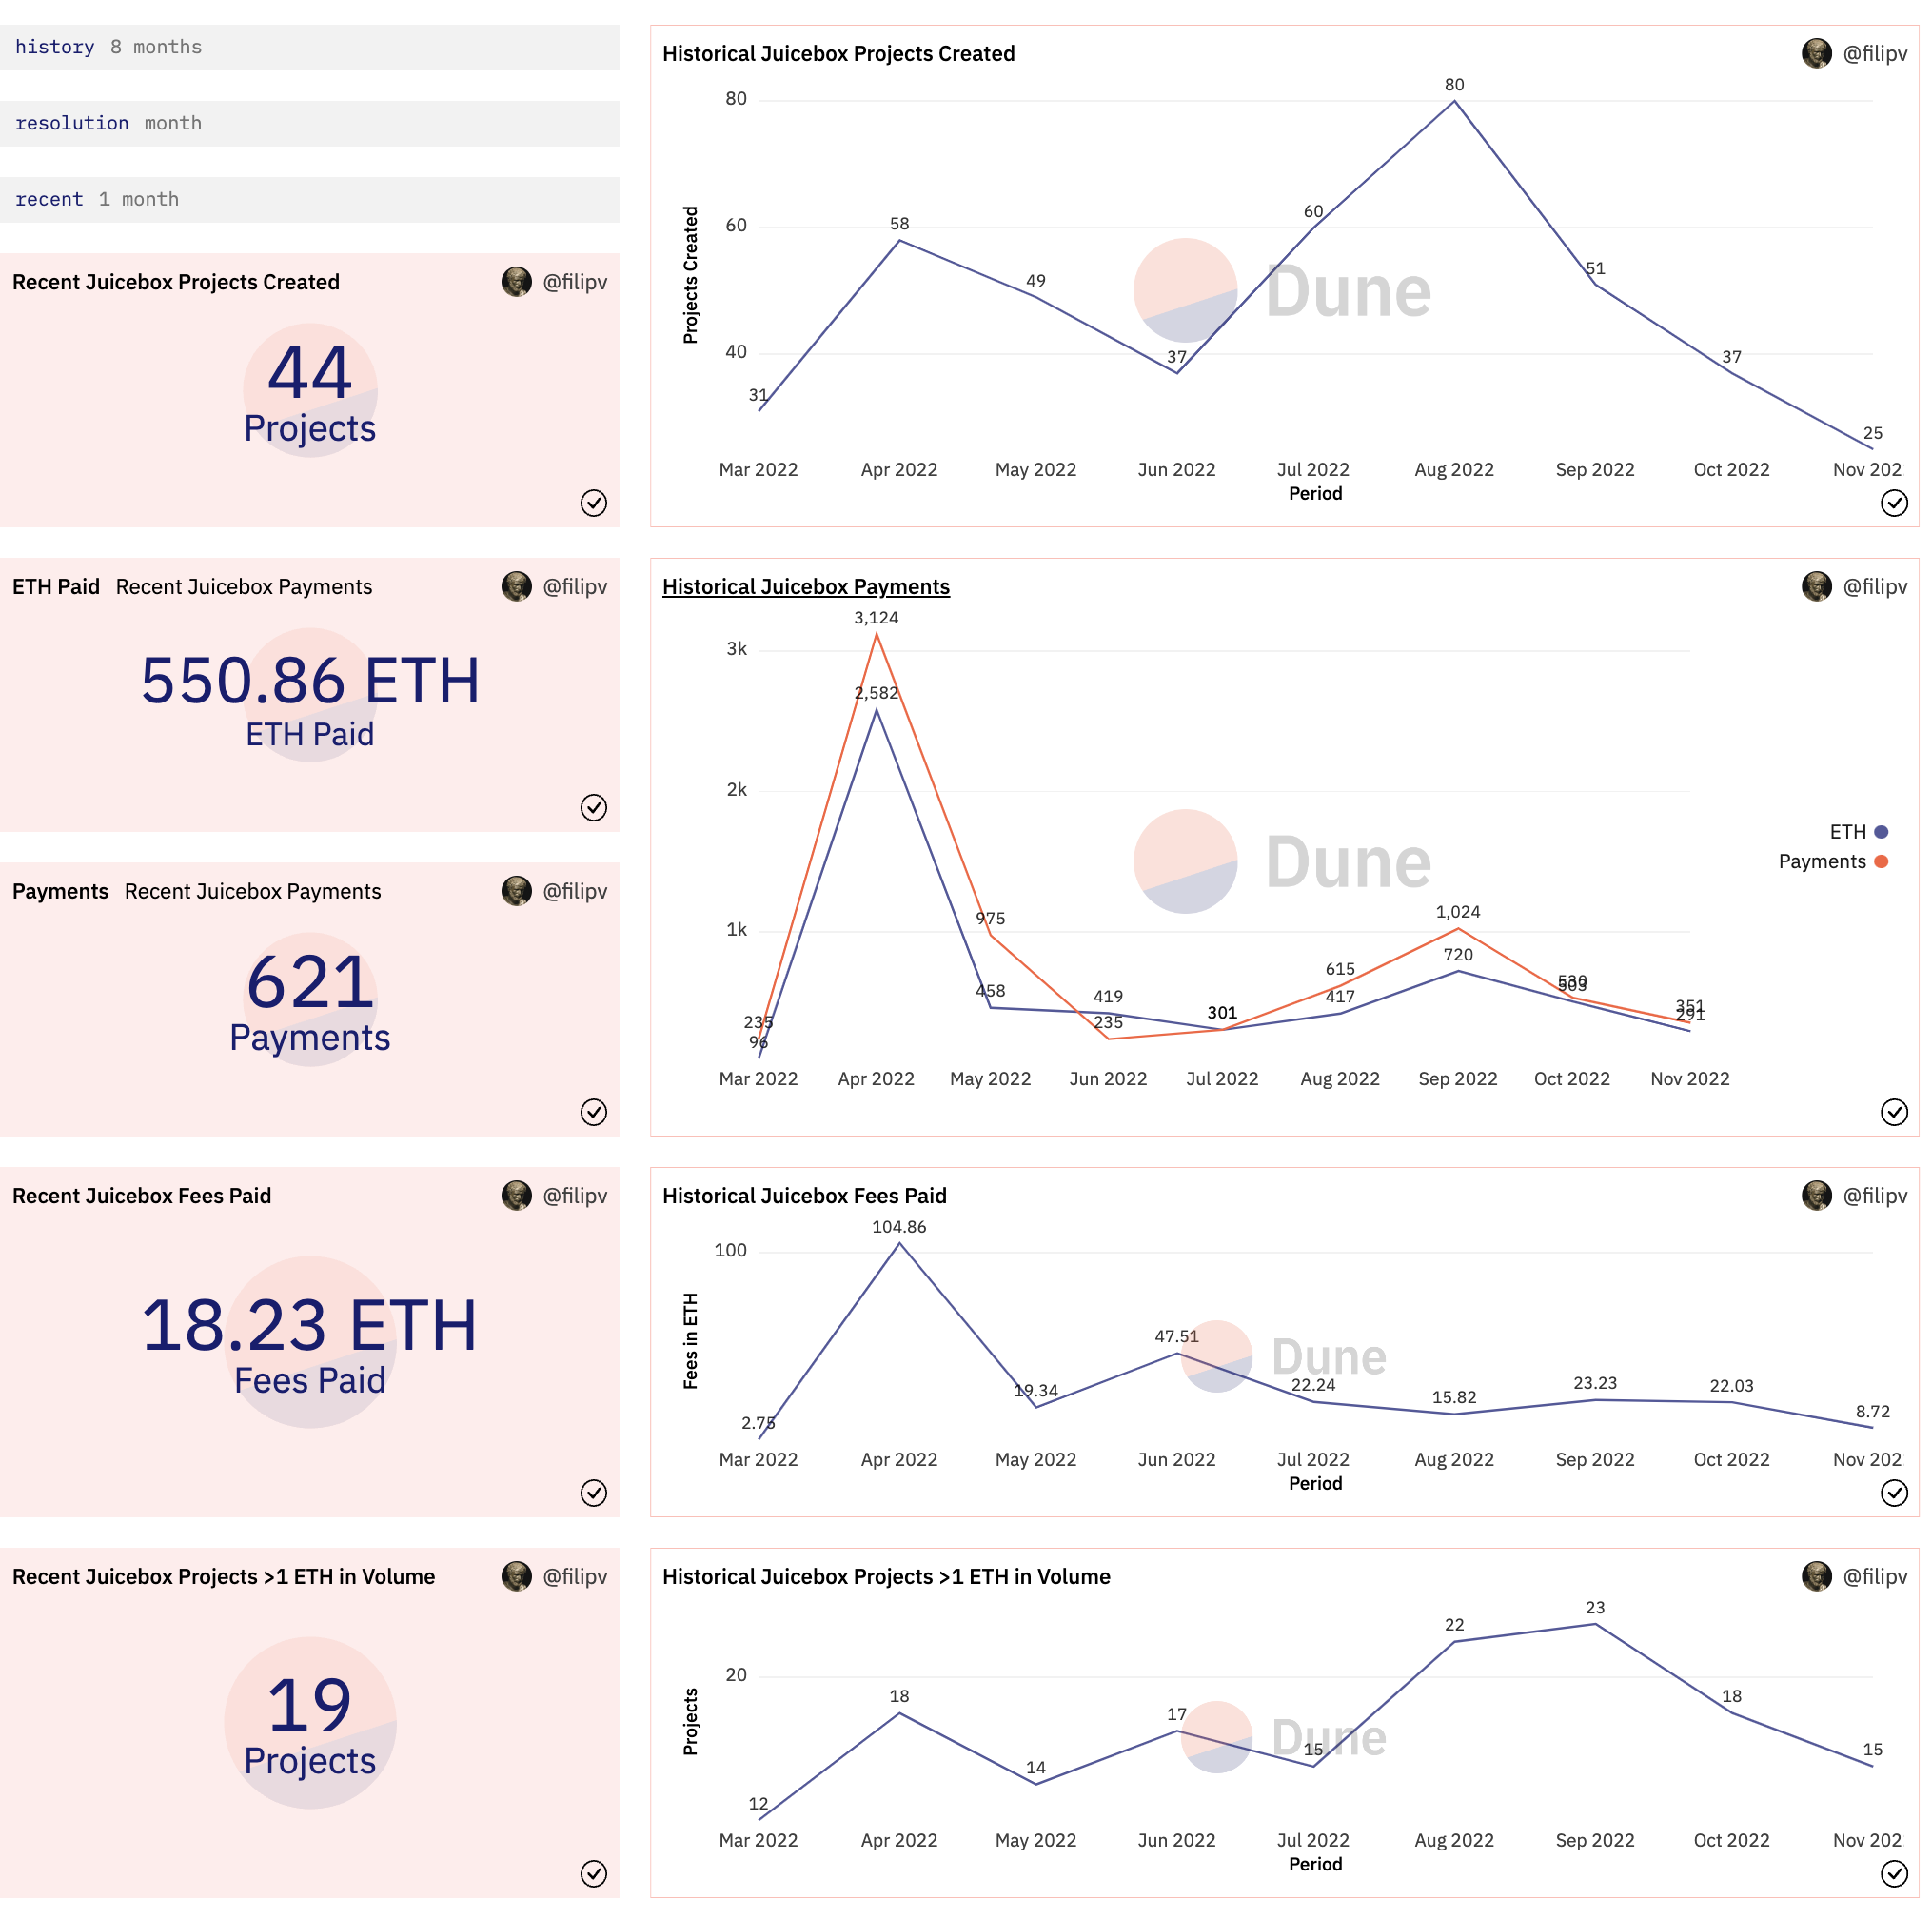 history 8 months
resolution month
recent 1 month
Recent Juicebox Projects Created @filipv
44
Projects
ETH Paid Recent Juicebox Payments @filipv
550.86 ETH
ETH Paid
Payments Recent Juicebox Payments @filipv
621
Payments
Recent Juicebox Fees Paid @filipv
18.23 ETH
Fees Paid
Recent Juicebox Projects >1 ETH in Volume @filipv
19
Projects
Historical Juicebox Projects Created @filipv
80
80
60
60
58
51
49
40
37
37
31
25
Projects Created
Dune
Mar 2022 Apr 2022 May 2022 Jun 2022 Jul 2022 Aug 2022 Sep 2022 Oct 2022 Nov 202
Period
Historical Juicebox Payments @filipv
3,124
3k
2,582
2k
Dune
ETH
Payments
1k
975
1,024
720
615
458
419
417
301
235
235
96
530
503
351
291
Mar 2022 Apr 2022 May 2022 Jun 2022 Jul 2022 Aug 2022 Sep 2022 Oct 2022 Nov 2022
Historical Juicebox Fees Paid @filipv
104.86
100
Fees in ETH
Dune
47.51
19.34
22.24
15.82
23.23
22.03
8.72
2.75
Mar 2022 Apr 2022 May 2022 Jun 2022 Jul 2022 Aug 2022 Sep 2022 Oct 2022 Nov 202
Period
Historical Juicebox Projects >1 ETH in Volume @filipv
23
22
20
18
18
17
Dune
Projects
15
15
14
12
Mar 2022 Apr 2022 May 2022 Jun 2022 Jul 2022 Aug 2022 Sep 2022 Oct 2022 Nov 202
Period